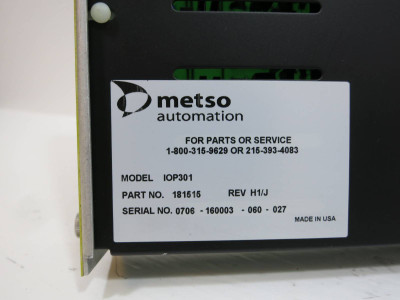 metso
automation
FOR PARTS OR SERVICE
1-800-315-9629 OR 215-393-4083
MODEL IOP301
PART NO. 181515 REV H1/J
SERIAL NO. 0706 - 160003 - 060 - 027
MADE IN USA